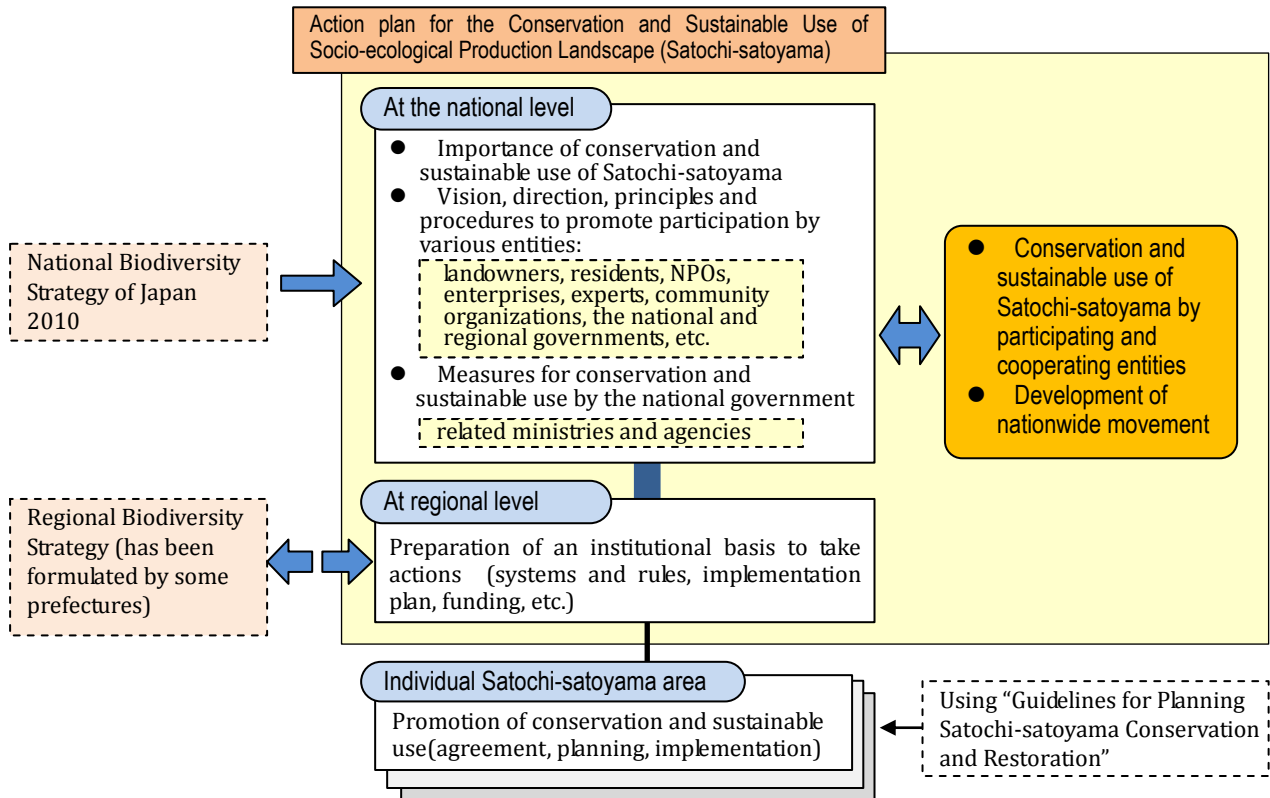 Action plan for the Conservation and Sustainable Use of
Socio-ecological Production Landscape (Satochi-satoyama)
At the national level
● Importance of conservation and
sustainable use of Satochi-satoyama
● Vision, direction, principles and
procedures to promote participation by
various entities:
landowners, residents, NPOs,
enterprises, experts, community
organizations, the national and
regional governments, etc.
● Measures for conservation and
sustainable use by the national government
related ministries and agencies
National Biodiversity
Strategy of Japan
2010
● Conservation and
sustainable use of
Satochi-satoyama by
participating and
cooperating entities
● Development of
nationwide movement
At regional level
Preparation of an institutional basis to take
actions (systems and rules, implementation
plan, funding, etc.)
Regional Biodiversity
Strategy (has been
formulated by some
prefectures)
Individual Satochi-satoyama area
Promotion of conservation and sustainable
use(agreement, planning, implementation)
Using “Guidelines for Planning
Satochi-satoyama Conservation
and Restoration”